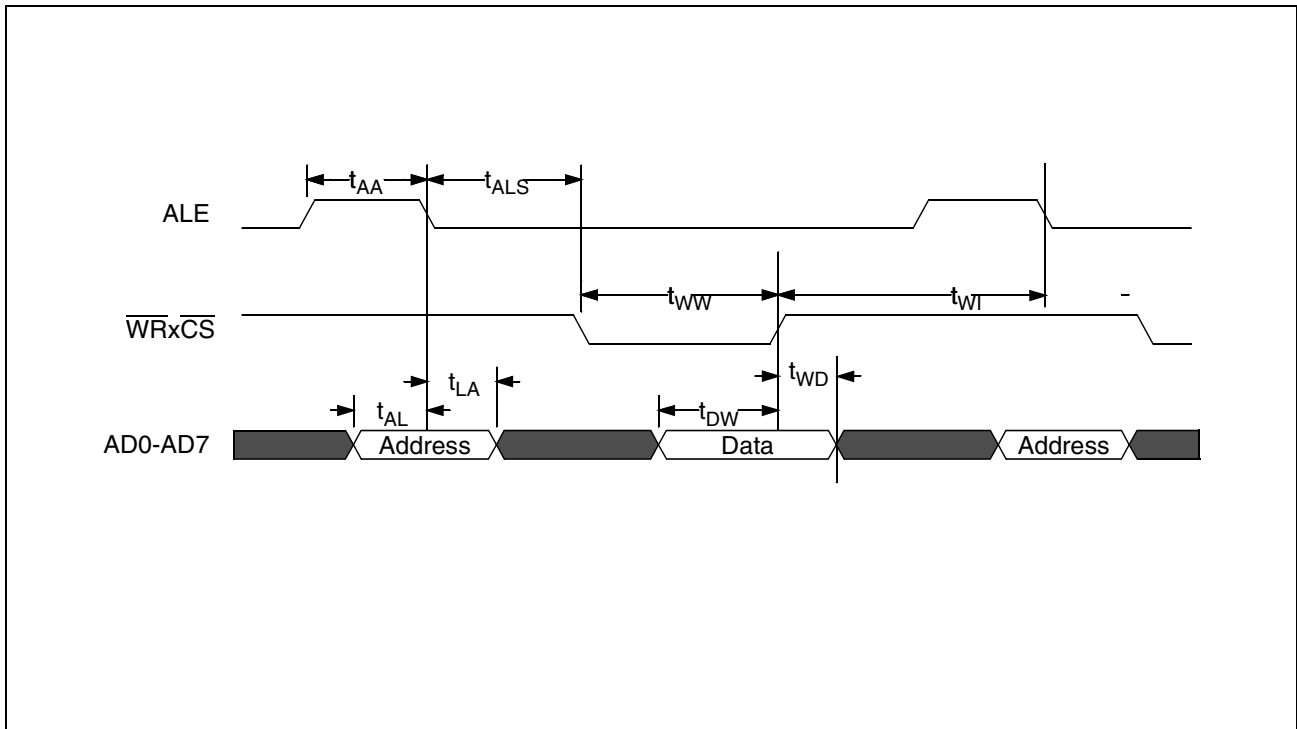 tAA
tALS
ALE
tWW
tWI
WRxCS
tLA
tWD
tAL
tDW
AD0-AD7
Address
Data
Address